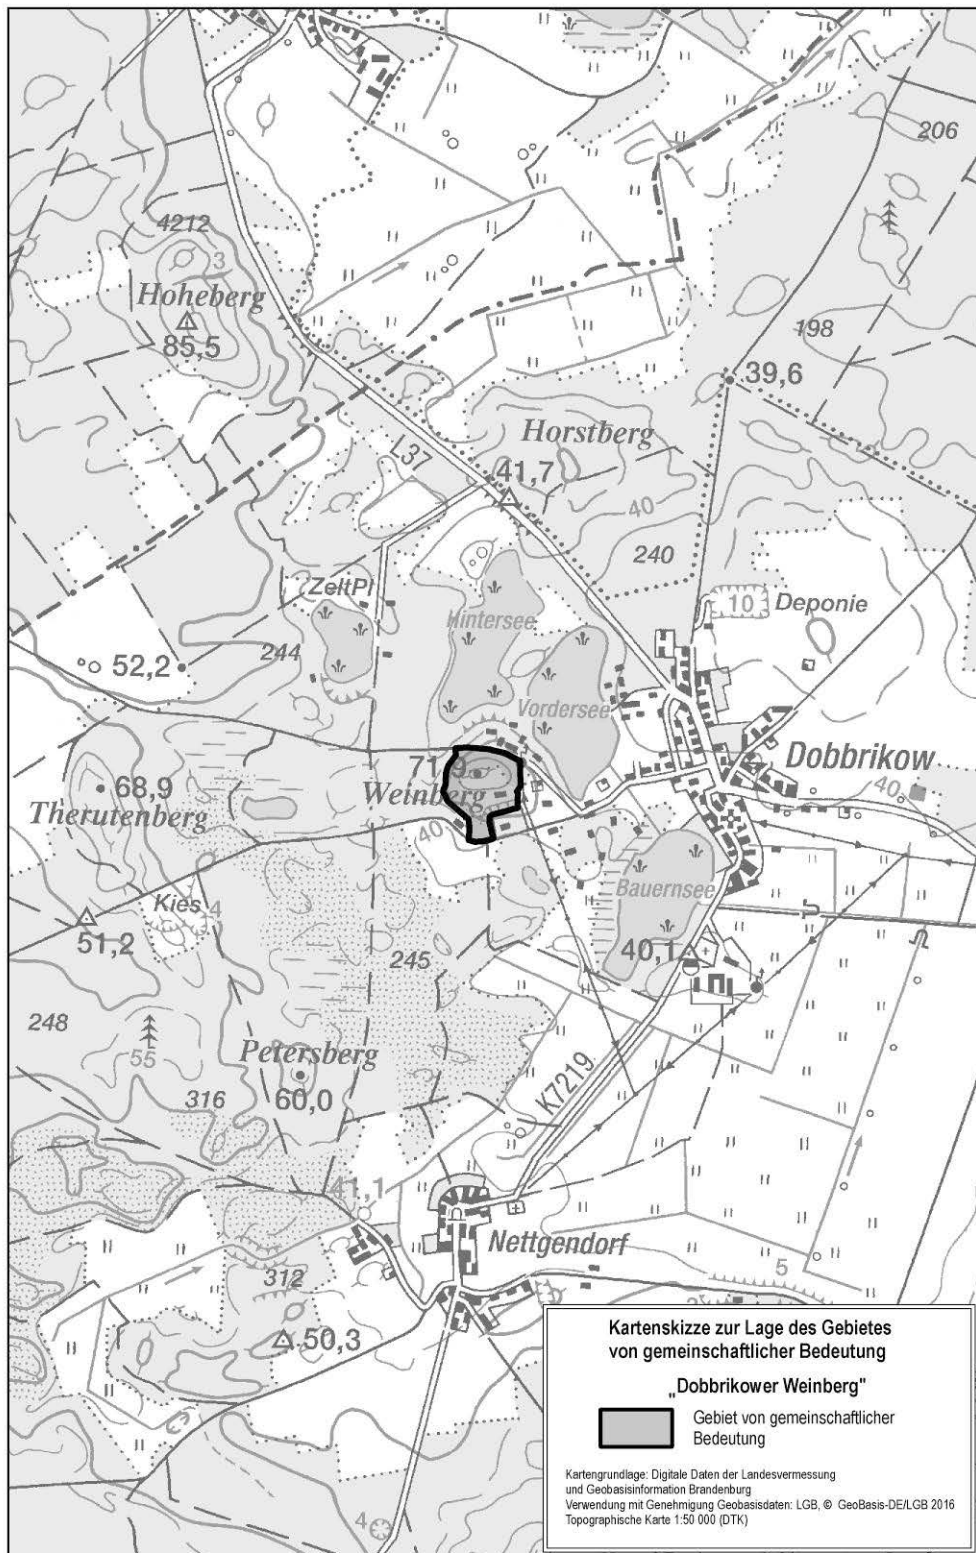 206
4212
3
Hoheberg
85,5
198
39,6
Horstberg
L37
41,7
40
240
ZeltPl
10 Deponie
Hintersee
244
52,2
Vordersee
71,9
Dobbrikow
68,9
Weinberg
40
Therutenberg
40
Bauernsee
Kies
4
51,2
40,1
245
248
55
Petersberg
60,0
316
K7219
41,1
Nettgendorf
312
5
50,3
4
Kartenskizze zur Lage des Gebietes
von gemeinschaftlicher Bedeutung
„Dobbrikower Weinberg"
Gebiet von gemeinschaftlicher
Bedeutung
Kartengrundlage: Digitale Daten der Landesvermessung
und Geobasisinformation Brandenburg
Verwendung mit Genehmigung Geobasisdaten: LGB, © GeoBasis-DE/LGB 2016
Topographische Karte 1:50 000 (DTK)